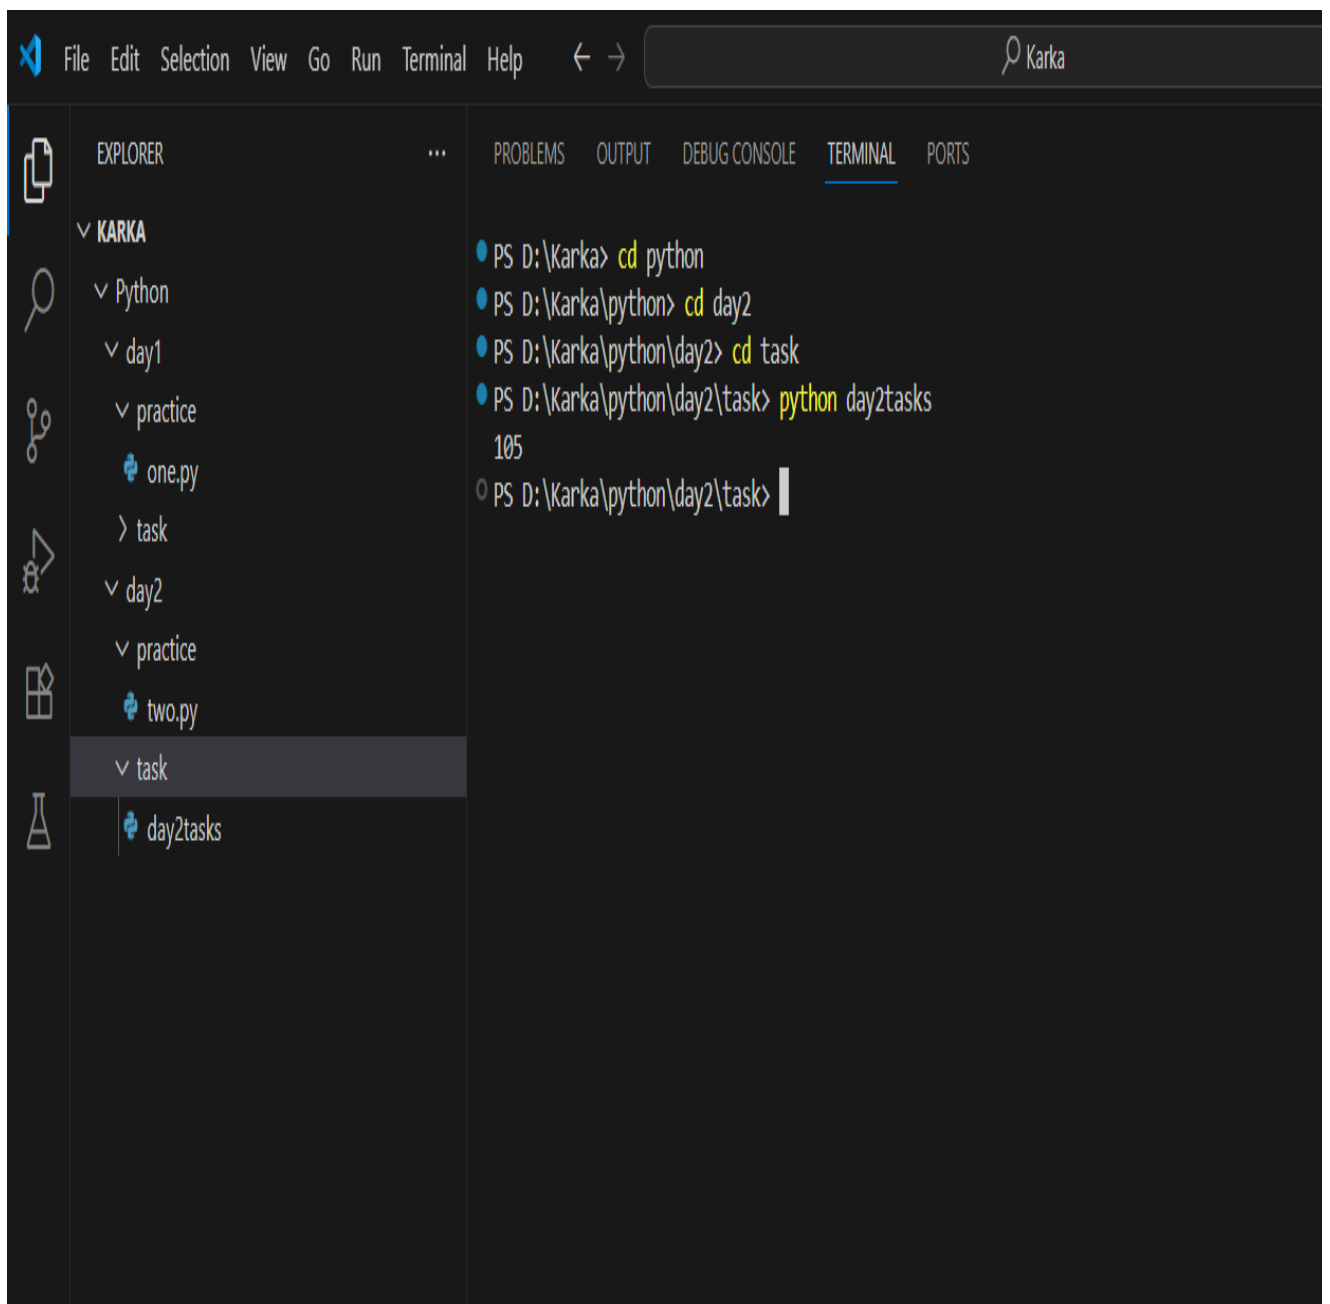 File Edit Selection View Go Run Terminal Help Karka
EXPLORER ...
KARKA
Python
day1
practice
one.py
task
day2
practice
two.py
task
day2tasks
PROBLEMS OUTPUT DEBUG CONSOLE TERMINAL PORTS
PS D:\Karka> cd python
PS D:\Karka\python> cd day2
PS D:\Karka\python\day2> cd task
PS D:\Karka\python\day2\task> python day2tasks
105
PS D:\Karka\python\day2\task>